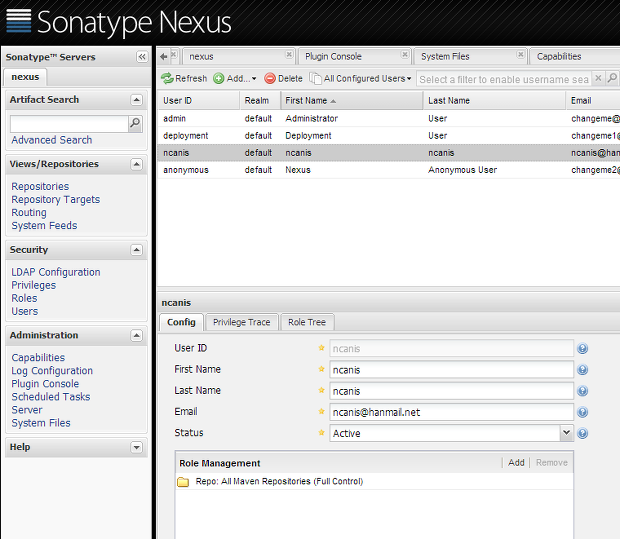 Sonatype Nexus
Sonatype™ Servers
nexus
Artifact Search
Advanced Search
Views/Repositories
Repositories
Repository Targets
Routing
System Feeds
Security
LDAP Configuration
Privileges
Roles
Users
Administration
Capabilities
Log Configuration
Plugin Console
Scheduled Tasks
Server
System Files
Help
nexus Plugin Console System Files Capabilities
Refresh Add... Delete All Configured Users Select a filter to enable username sea
User ID Realm First Name Last Name Email
admin default Administrator User changeme@
deployment default Deployment User changeme1@
ncanis default ncanis ncanis ncanis@han
anonymous default Nexus Anonymous User changeme2@
ncanis
Config Privilege Trace Role Tree
User ID ncanis
First Name ncanis
Last Name ncanis
Email ncanis@hanmail.net
Status Active
Role Management Add Remove
Repo: All Maven Repositories (Full Control)